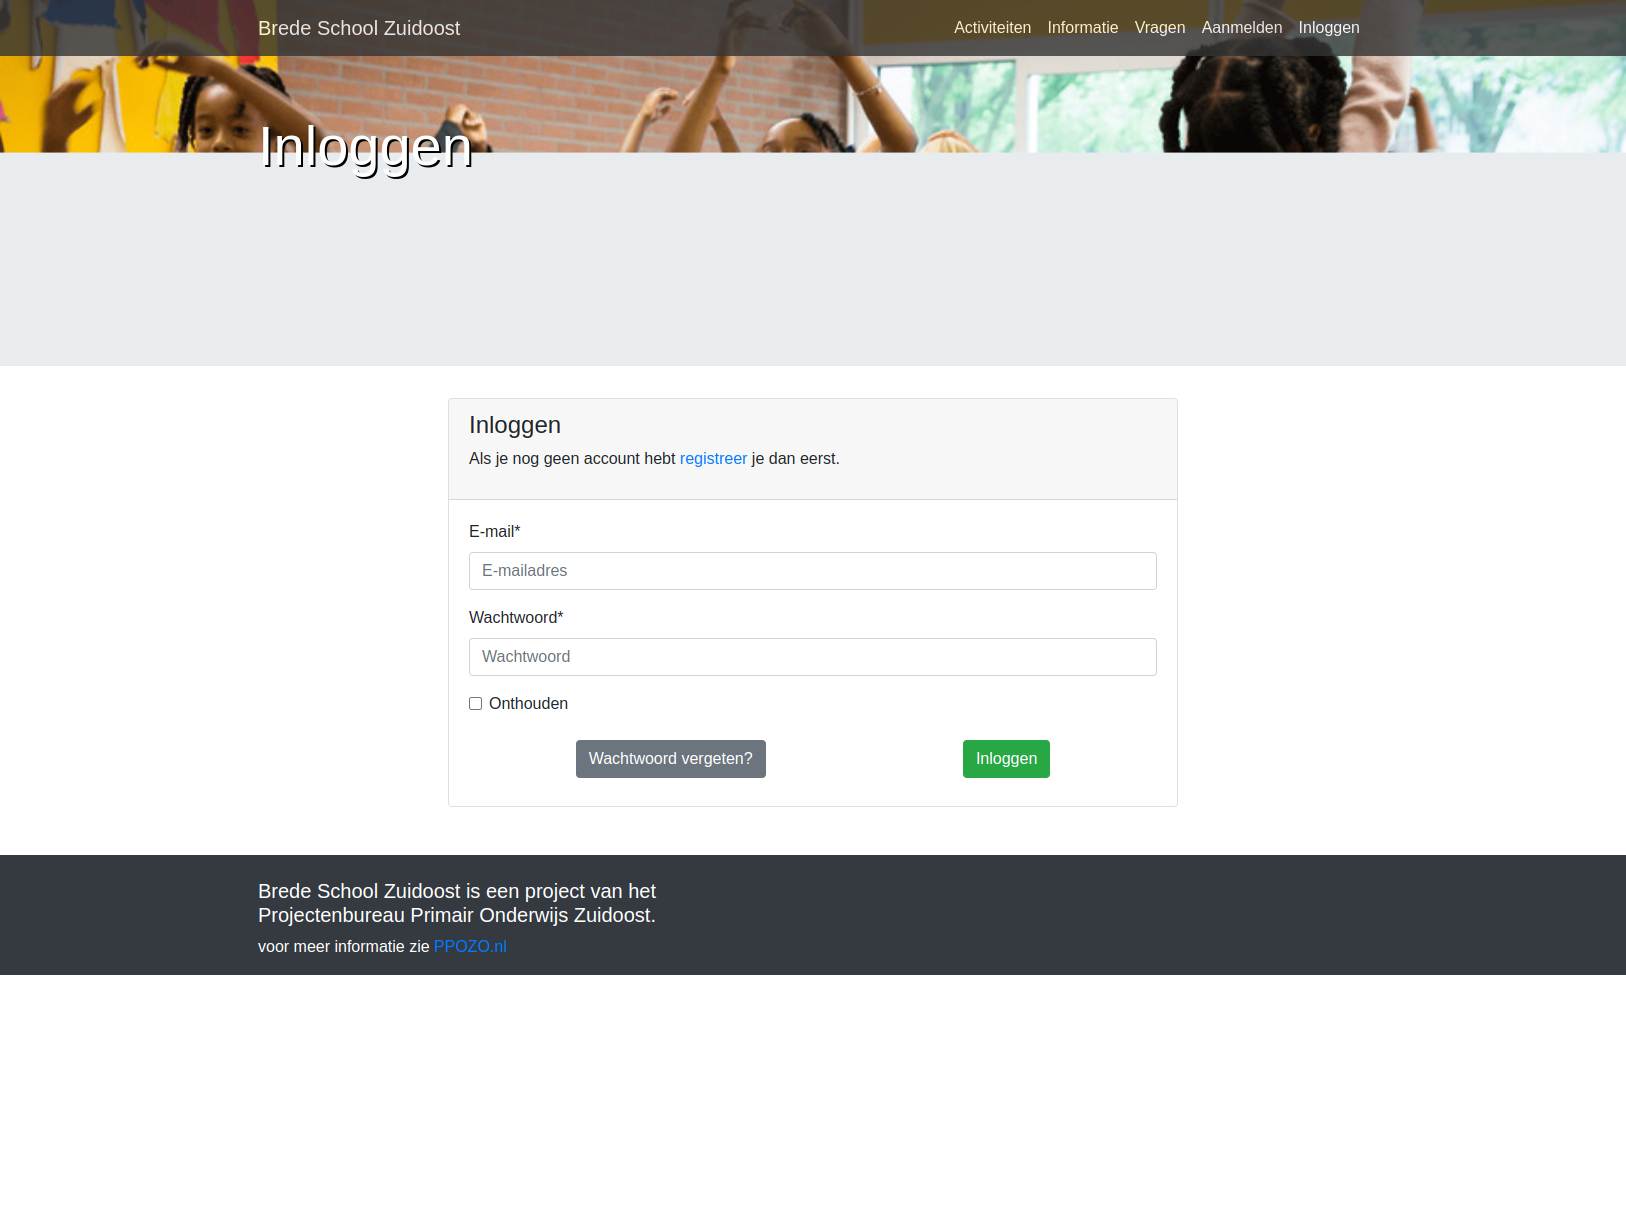 Brede School Zuidoost
Activiteiten Informatie Vragen Aanmelden Inloggen
Inloggen
Inloggen
Als je nog geen account hebt registreer je dan eerst.
E-mail*
E-mailadres
Wachtwoord*
Wachtwoord
Onthouden
Wachtwoord vergeten? Inloggen
Brede School Zuidoost is een project van het
Projectenbureau Primair Onderwijs Zuidoost.
voor meer informatie zie PPOZO.nl